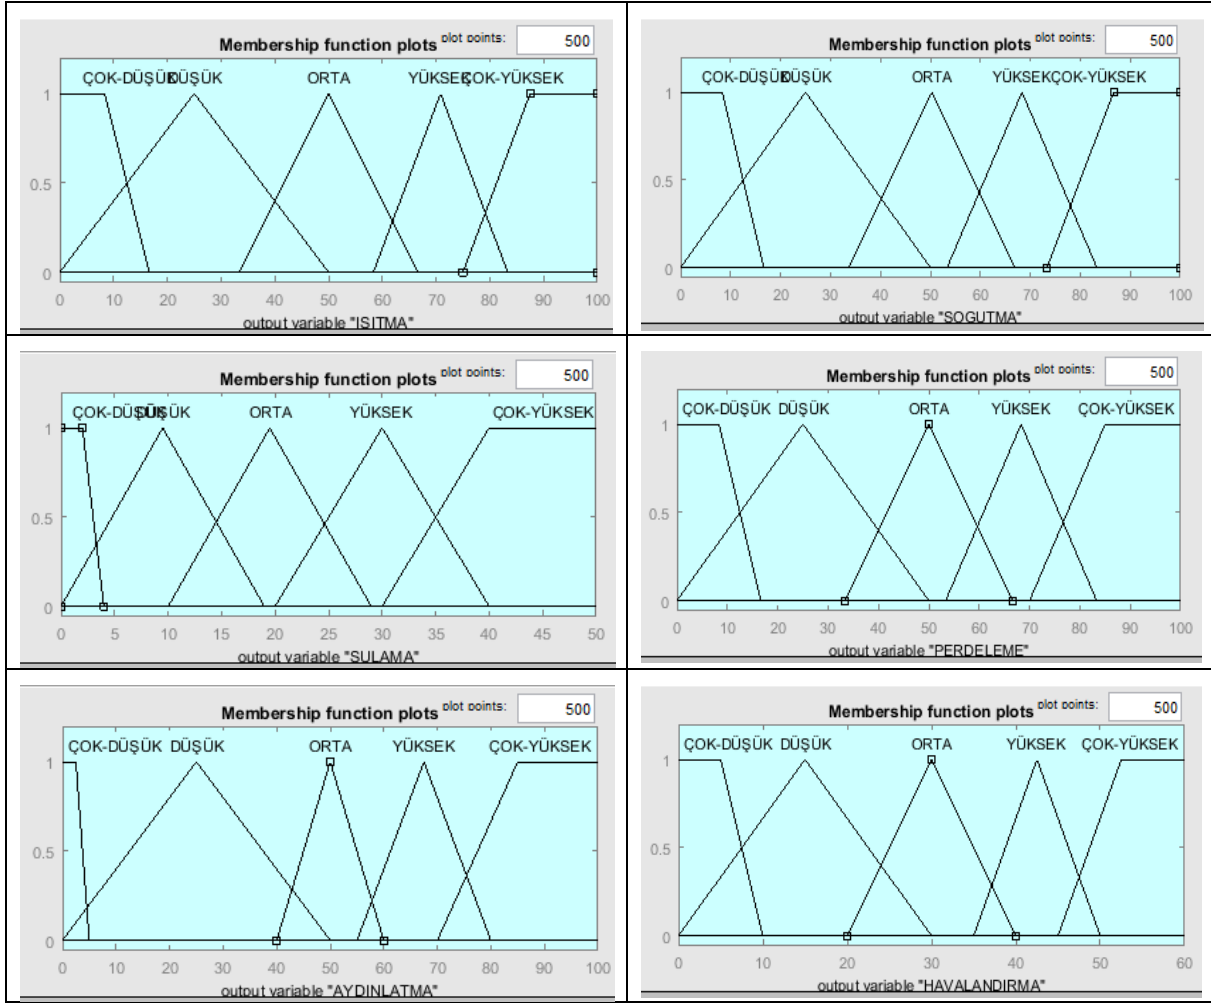 Membership function plots plot points: 500
ÇOK-DÜŞÜK DÜŞÜK ORTA YÜKSEK ÇOK-YÜKSEK
1
0.5
0
0 10 20 30 40 50 60 70 80 90 100
output variable "ISITMA"
Membership function plots plot points: 500
ÇOK-DÜŞÜK DÜŞÜK ORTA YÜKSEK ÇOK-YÜKSEK
1
0.5
0
0 10 20 30 40 50 60 70 80 90 100
output variable "SOGUTMA"
Membership function plots plot points: 500
ÇOK-DÜŞÜK DÜŞÜK ORTA YÜKSEK ÇOK-YÜKSEK
1
0.5
0
0 5 10 15 20 25 30 35 40 45 50
output variable "SULAMA"
Membership function plots plot points: 500
ÇOK-DÜŞÜK DÜŞÜK ORTA YÜKSEK ÇOK-YÜKSEK
1
0.5
0
0 10 20 30 40 50 60 70 80 90 100
output variable "PERDELEME"
Membership function plots plot points: 500
ÇOK-DÜŞÜK DÜŞÜK ORTA YÜKSEK ÇOK-YÜKSEK
1
0.5
0
0 10 20 30 40 50 60 70 80 90 100
output variable "AYDINLATMA"
Membership function plots plot points: 500
ÇOK-DÜŞÜK DÜŞÜK ORTA YÜKSEK ÇOK-YÜKSEK
1
0.5
0
0 10 20 30 40 50 60
output variable "HAVALANDIRMA"